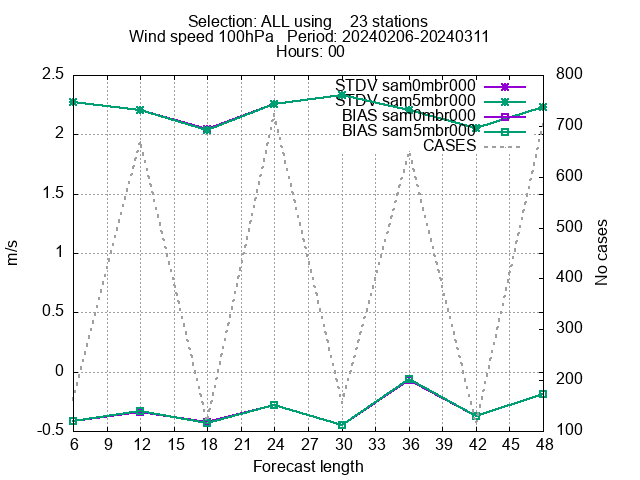 Selection: ALL using 23 stations
Wind speed 100hPa Period: 20240206-20240311
Hours: 00
2.5
2
1.5
1
0.5
0
-0.5
m/s
STDV sam0mbr000
STDV sam5mbr000
BIAS sam0mbr000
BIAS sam5mbr000
CASES
800
700
600
500
400
300
200
100
No cases
6 9 12 15 18 21 24 27 30 33 36 39 42 45 48
Forecast length